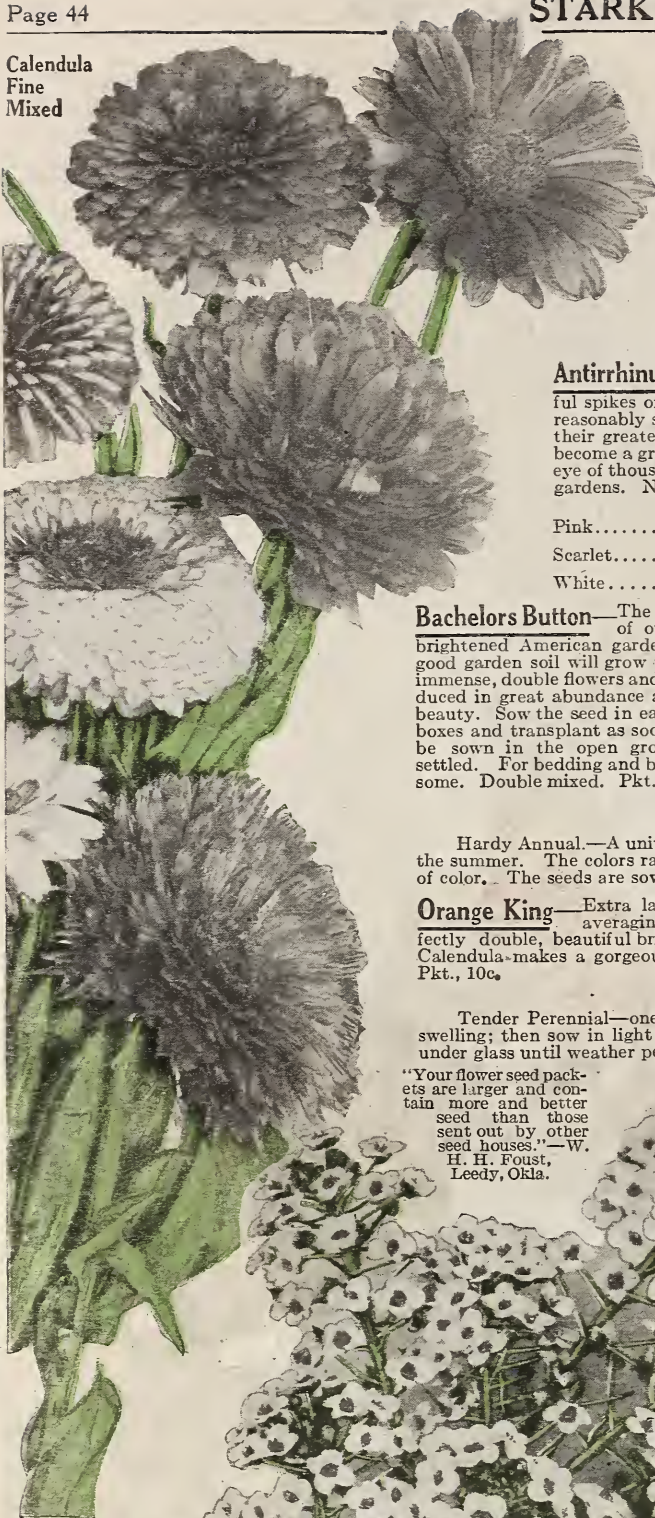 Page 44
STARK
Calendula
Fine
Mixed
Antirrhinu
ful spikes o
reasonably s
their greate
become a gr
eye of thous
gardens. N
Pink.......
Scarlet.....
White.....
Bachelors Button—The
of o
brightened American garde
good garden soil will grow
immense, double flowers and
duced in great abundance a
beauty. Sow the seed in ea
boxes and transplant as soo
be sown in the open gro
settled. For bedding and b
some. Double mixed. Pkt.
Hardy Annual.—A uni
the summer. The colors ra
of color. The seeds are sov
Orange King—Extra la
averagin
fectly double, beautiful br
Calendula makes a gorgeou
Pkt., 10c.
Tender Perennial—one
swelling; then sow in light
under glass until weather pe
"Your flower seed pack-
ets are larger and con-
tain more and better
seed than those
sent out by other
seed houses."—W.
H. H. Foust,
Leedy, Okla.